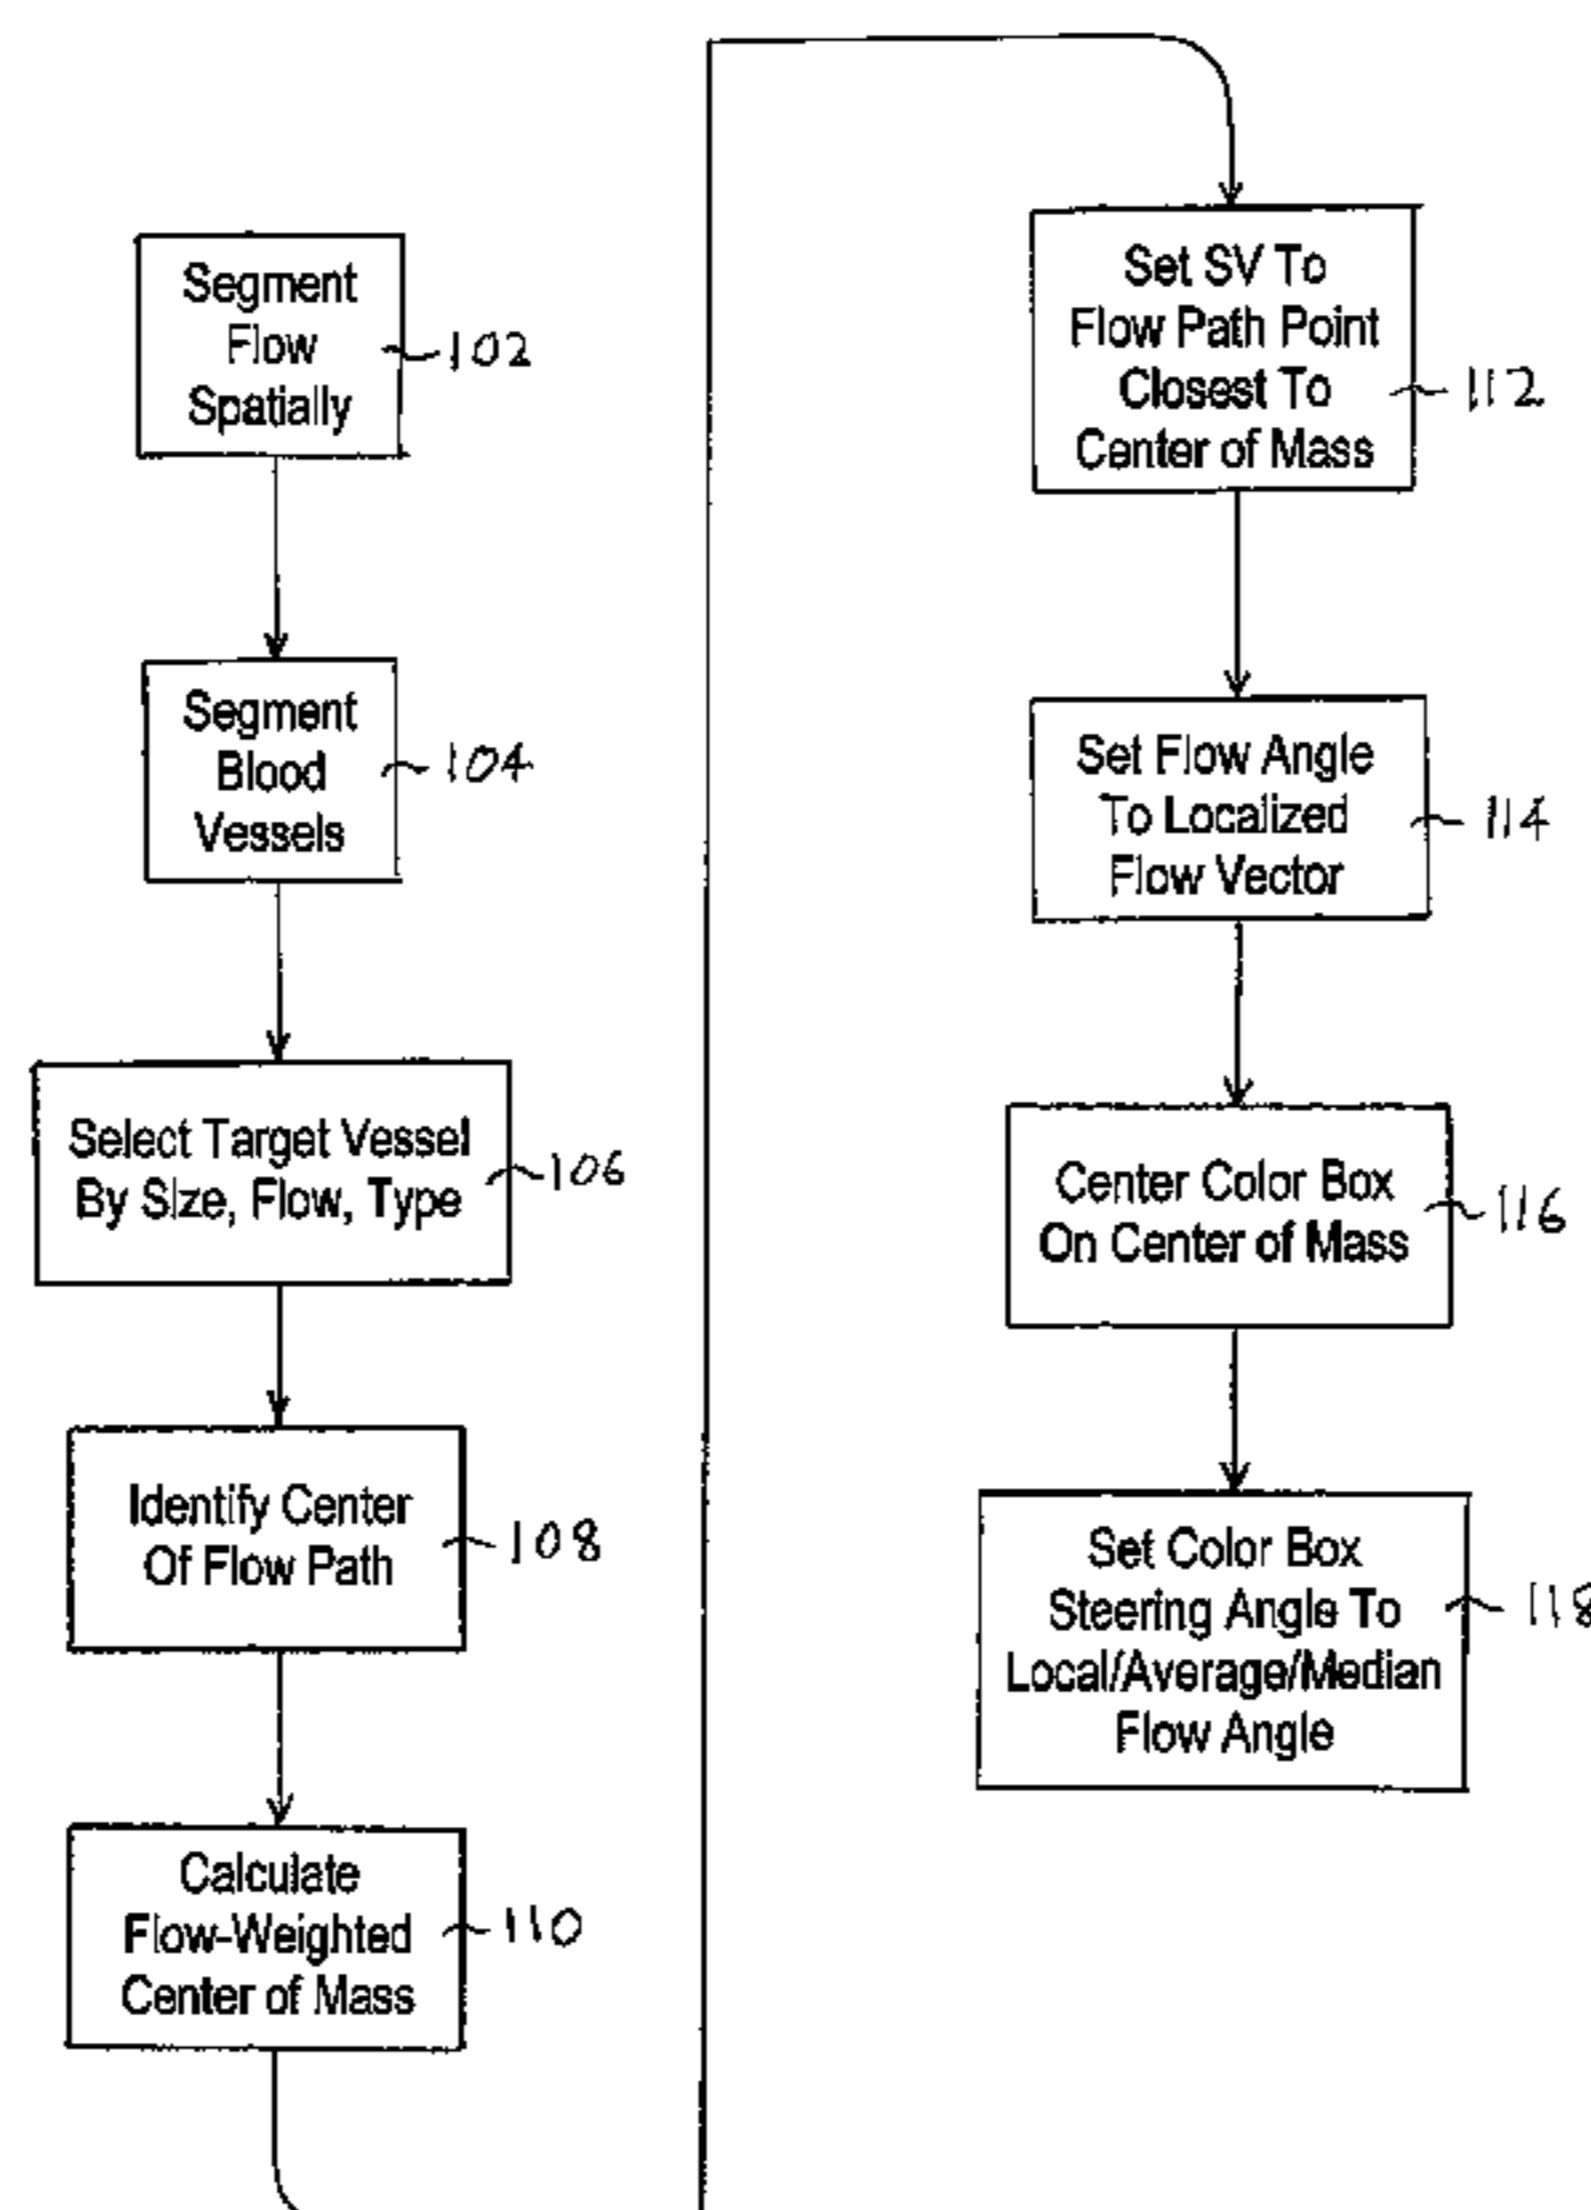 Segment
Flow
Spatially
102
Segment
Blood
Vessels
104
Select Target Vessel
By Size, Flow, Type
106
Identify Center
Of Flow Path
108
Calculate
Flow-Weighted
Center of Mass
110
Set SV To
Flow Path Point
Closest To
Center of Mass
112
Set Flow Angle
To Localized
Flow Vector
114
Center Color Box
On Center of Mass
116
Set Color Box
Steering Angle To
Local/Average/Median
Flow Angle
118